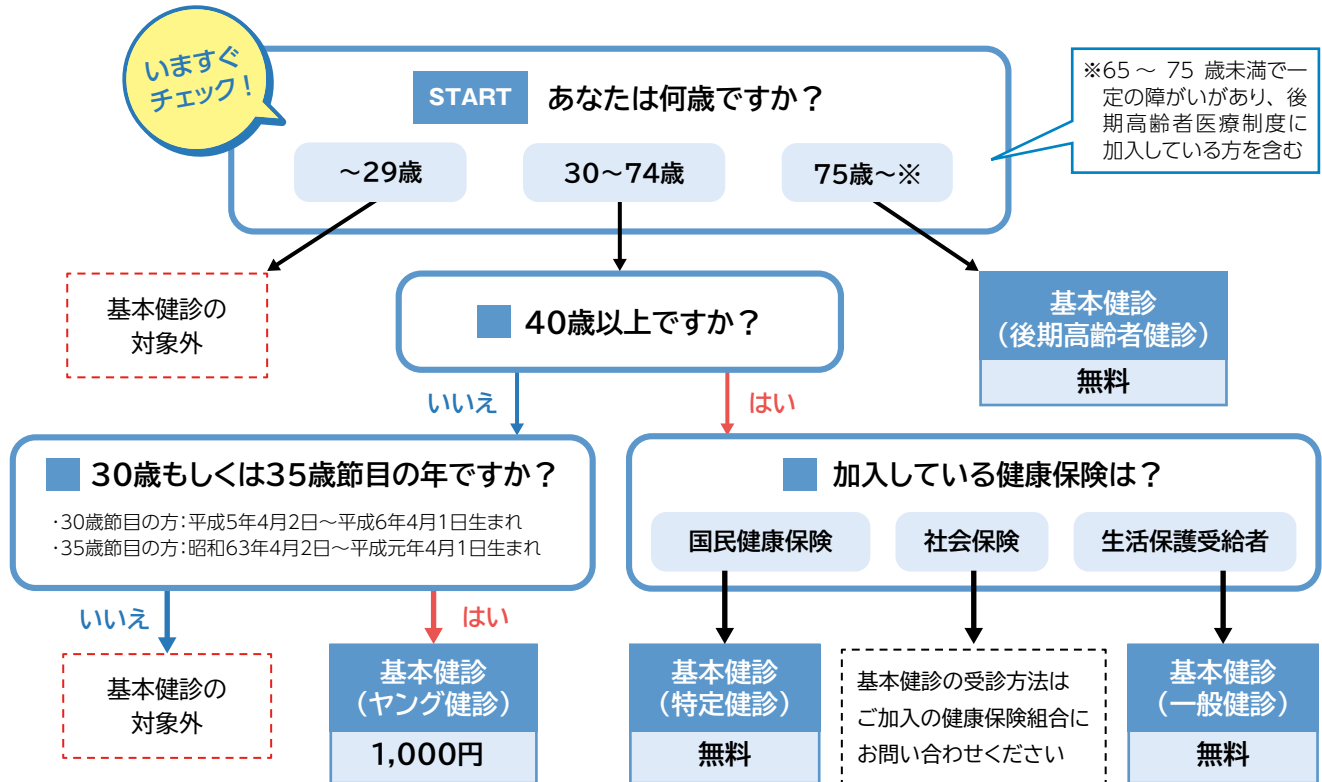 いますぐ
チェック!
START あなたは何歳ですか?
~29歳
30~74歳
75歳~※
※65~75歳未満で一
定の障がいがあり、後
期高齢者医療制度に
加入している方を含む
基本健診の
対象外
40歳以上ですか?
基本健診
(後期高齢者健診)
無料
いいえ
はい
30歳もしくは35歳節目の年ですか?
・30歳節目の方:平成5年4月2日~平成6年4月1日生まれ
・35歳節目の方:昭和63年4月2日~平成元年4月1日生まれ
加入している健康保険は?
国民健康保険
社会保険
生活保護受給者
いいえ
はい
基本健診の
対象外
基本健診
(ヤング健診)
1,000円
基本健診
(特定健診)
無料
基本健診の受診方法は
ご加入の健康保険組合に
お問い合わせください
基本健診
(一般健診)
無料